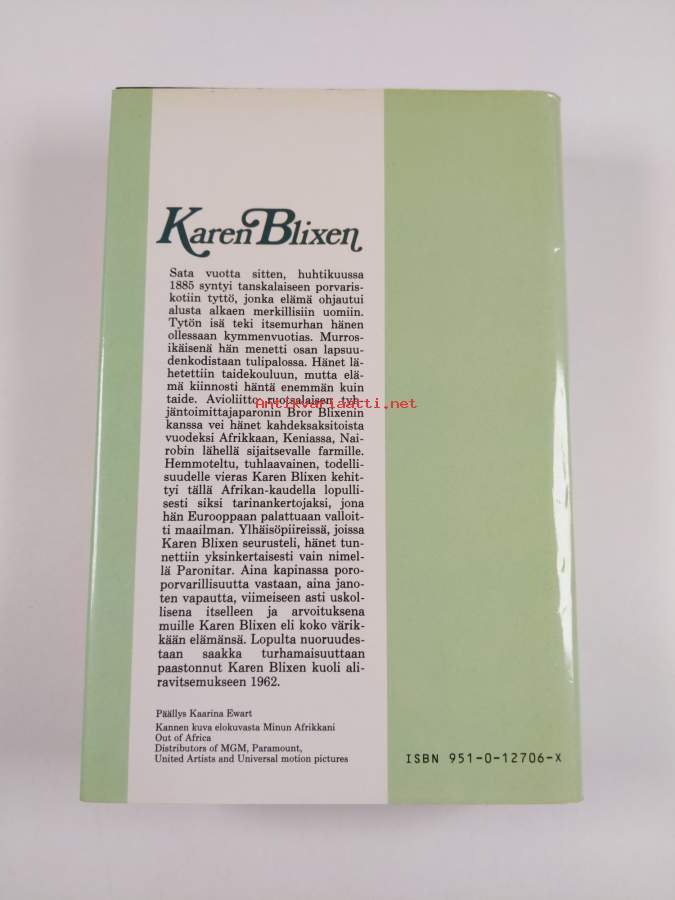 Karen Blixen
Sata vuotta sitten, huhtikuussa
1885 syntyi tanskalaiseen porvaris-
kotiin tyttö, jonka elämä ohjautui
alusta alkaen merkillisiin uomiin.
Tytön isä teki itsemurhan hänen
ollessaan kymmenvuotias. Murros-
ikäisenä hän menetti osan lapsuu-
denkodistaan tulipalossa. Hänet lä-
hetettiin taidekouluun, mutta elä-
mä kiinnosti häntä enemmän kuin
taide. Avioliitto ruotsalaisen tyh-
jäntoimittajaparonin Bror Blixenin
kanssa vei hänet kahdeksaksitoista
vuodeksi Afrikkaan, Keniassa, Nai-
robin lähellä sijaitsevalle farmille.
Hemmoteltu, tuhlaavainen, todelli-
suudelle vieras Karen Blixen kehit-
tyi tällä Afrikan-kaudella lopulli-
sesti siksi tarinankertojaksi, jona
hän Eurooppaan palattuaan valloit-
ti maailman. Ylhäisöpiireissä, joissa
Karen Blixen seurusteli, hänet tun-
nettiin yksinkertaisesti vain nimel-
lä Paronitar. Aina kapinassa poro-
porvarillisuutta vastaan, aina jano-
ten vapautta, viimeiseen asti uskol-
lisena itselleen ja arvoituksena
muille Karen Blixen eli koko värik-
kään elämänsä. Lopulta nuoruudes-
taan saakka turhamaisuuttaan
paastonnut Karen Blixen kuoli ali-
ravitsemukseen 1962.
Antikvariaatti.net
Päällys Kaarina Ewart
Kannen kuva elokuvasta Minun Afrikkani
Out of Africa
Distributors of MGM, Paramount,
United Artists and Universal motion pictures
ISBN 951-0-12706-X